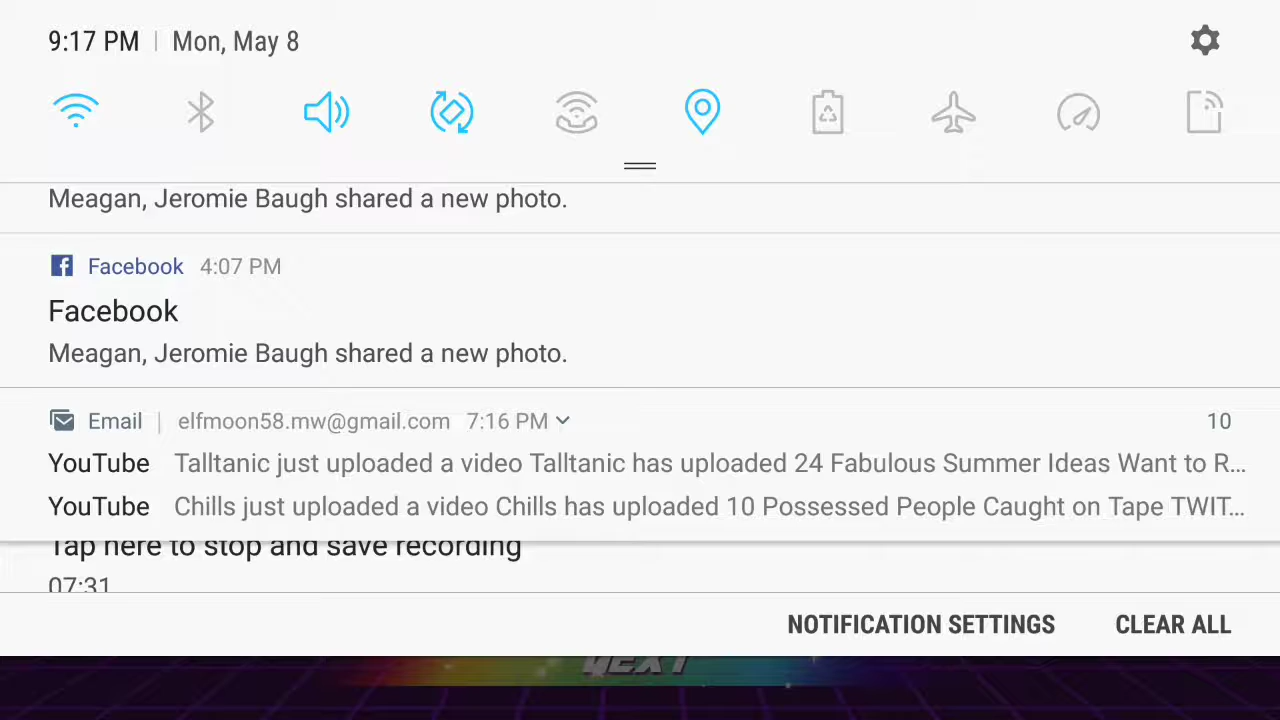 9:17 PM | Mon, May 8
Meagan, Jeromie Baugh shared a new photo.
Facebook 4:07 PM
Facebook
Meagan, Jeromie Baugh shared a new photo.
Email | elfmoon58.mw@gmail.com 7:16 PM 10
YouTube Talltanic just uploaded a video Talltanic has uploaded 24 Fabulous Summer Ideas Want to R...
YouTube Chills just uploaded a video Chills has uploaded 10 Possessed People Caught on Tape TWIT...
Tap here to stop and save recording
07:31
NOTIFICATION SETTINGS CLEAR ALL
NEXT